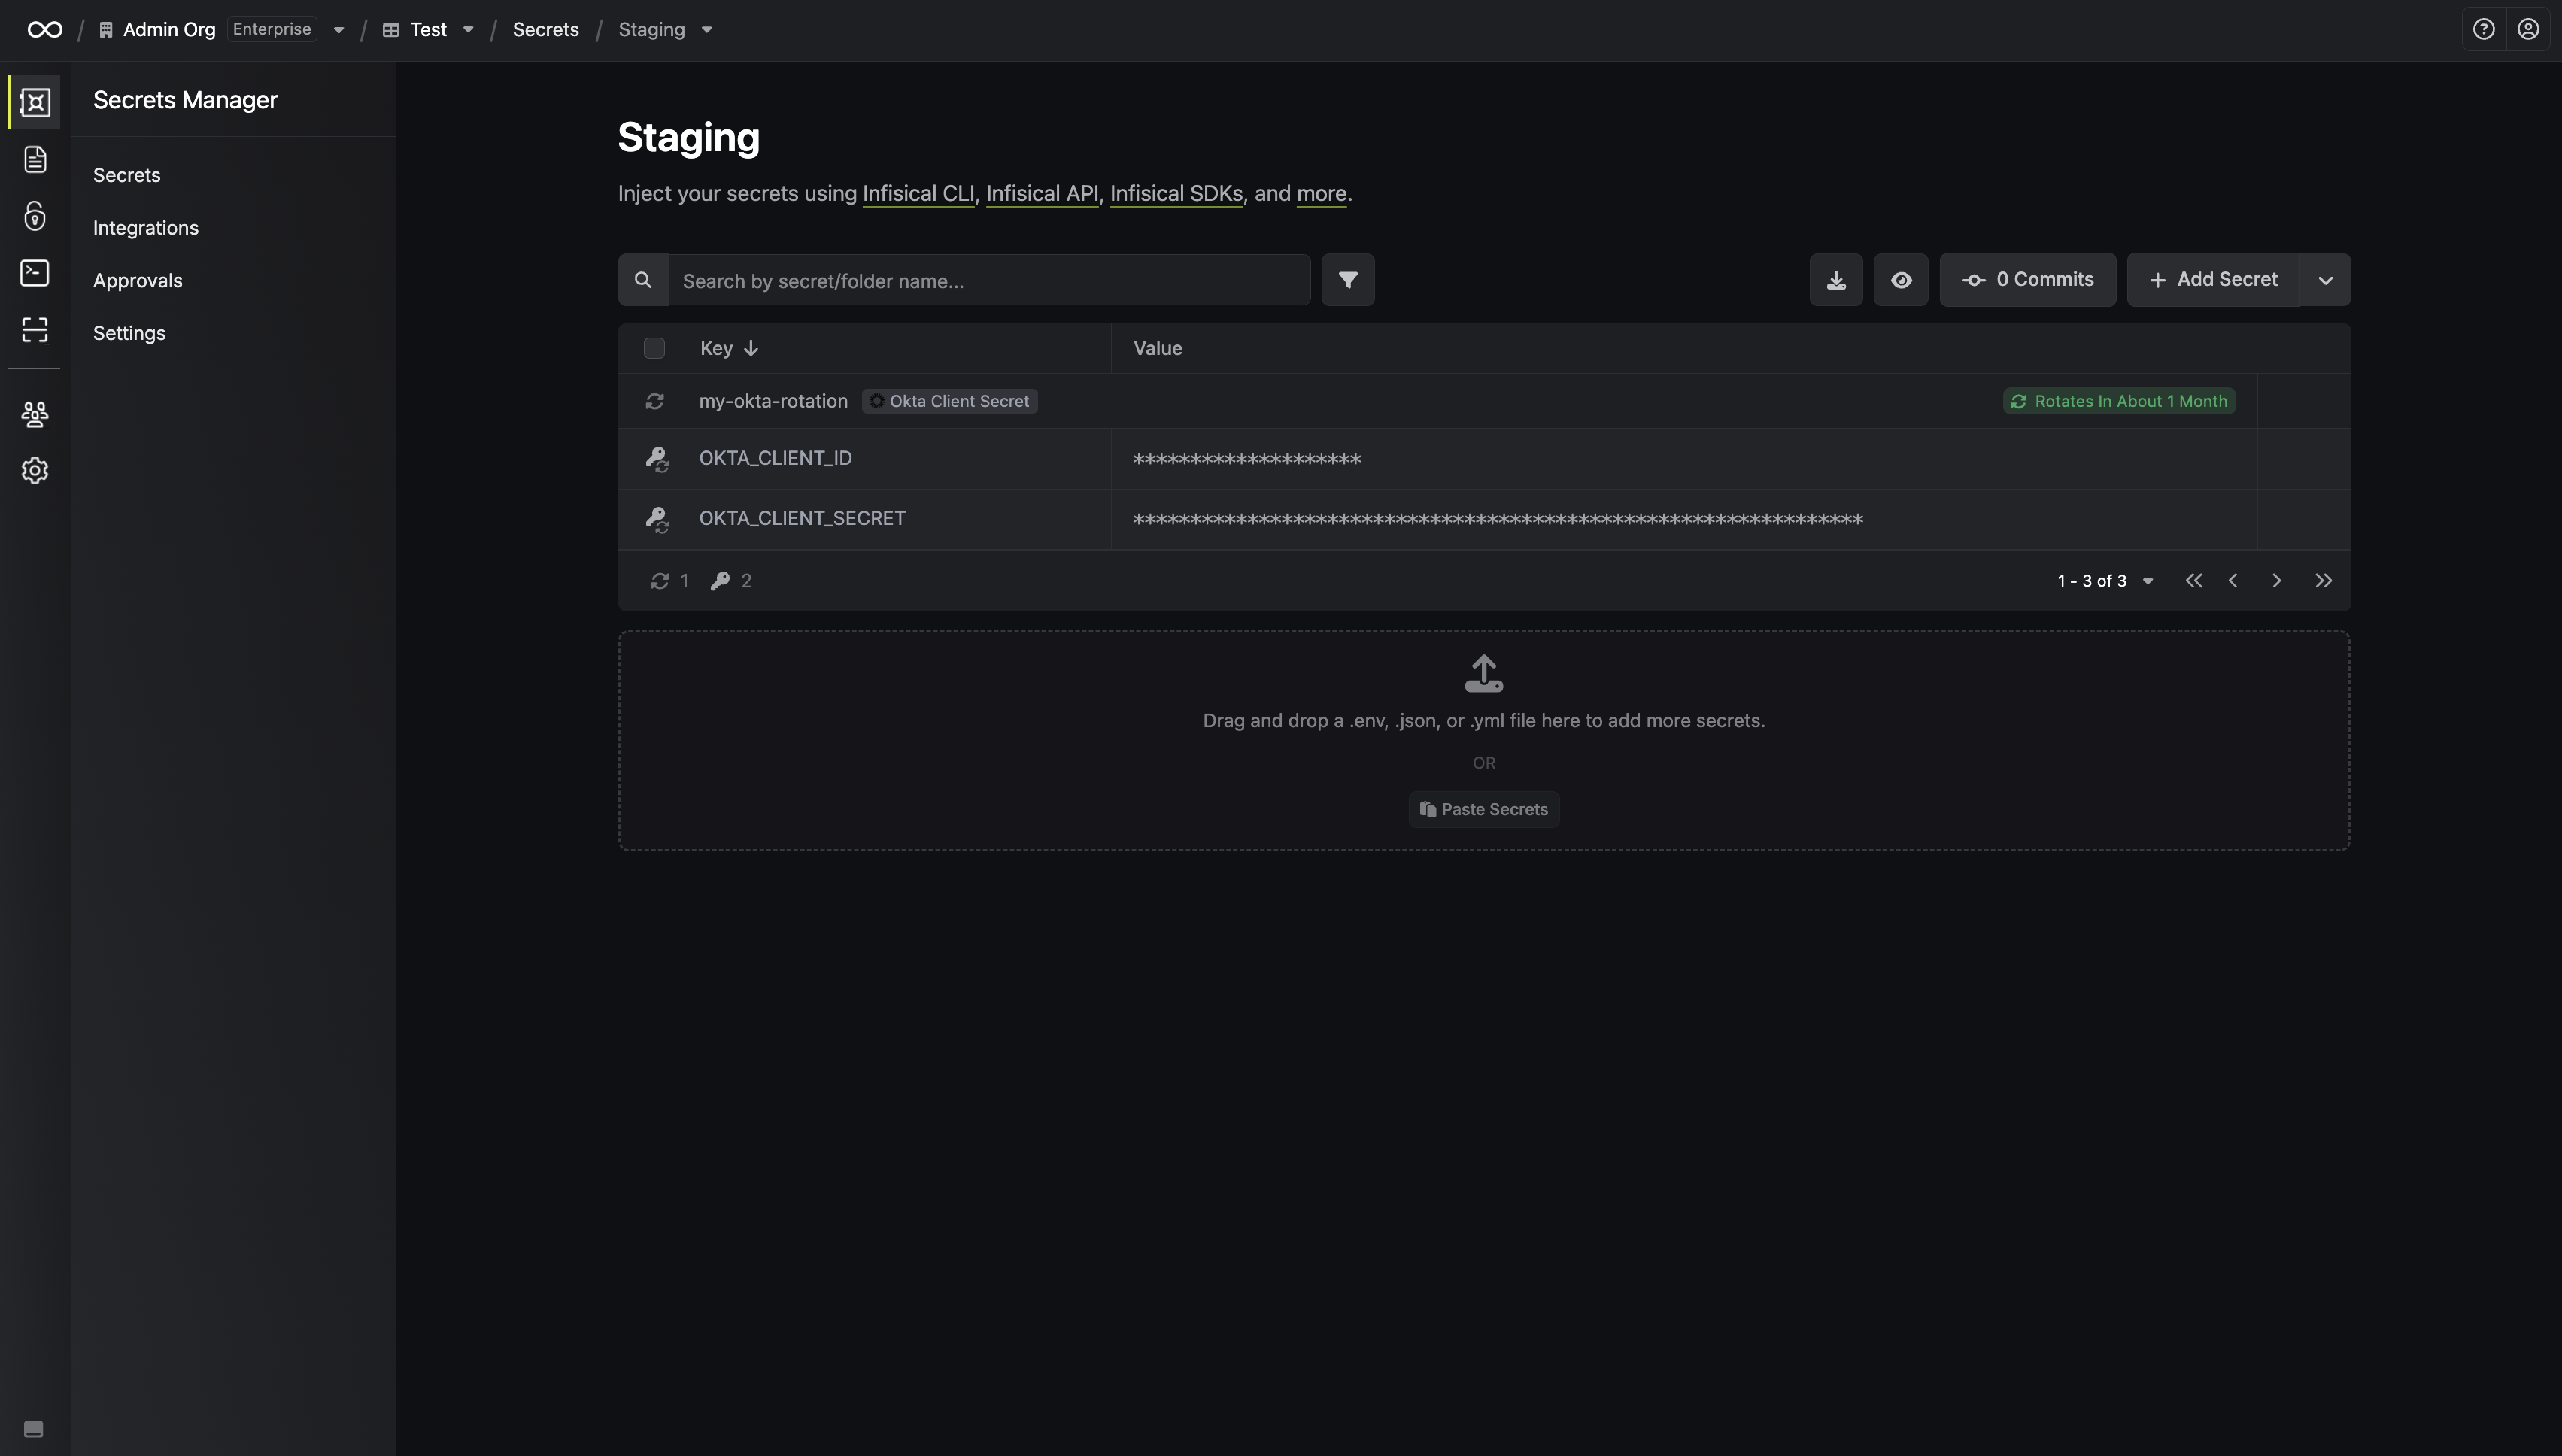 / Admin Org Enterprise / Test / Secrets / Staging
Secrets Manager
Secrets
Integrations
Approvals
Settings
Staging
Inject your secrets using Infisical CLI, Infisical API, Infisical SDKs, and more.
Search by secret/folder name...
0 Commits
+ Add Secret
Key ↓ Value
my-okta-rotation Okta Client Secret Rotates In About 1 Month
OKTA_CLIENT_ID ********************
OKTA_CLIENT_SECRET ****************************************************************
1 2
1 - 3 of 3
Drag and drop a .env, .json, or .yml file here to add more secrets.
OR
Paste Secrets